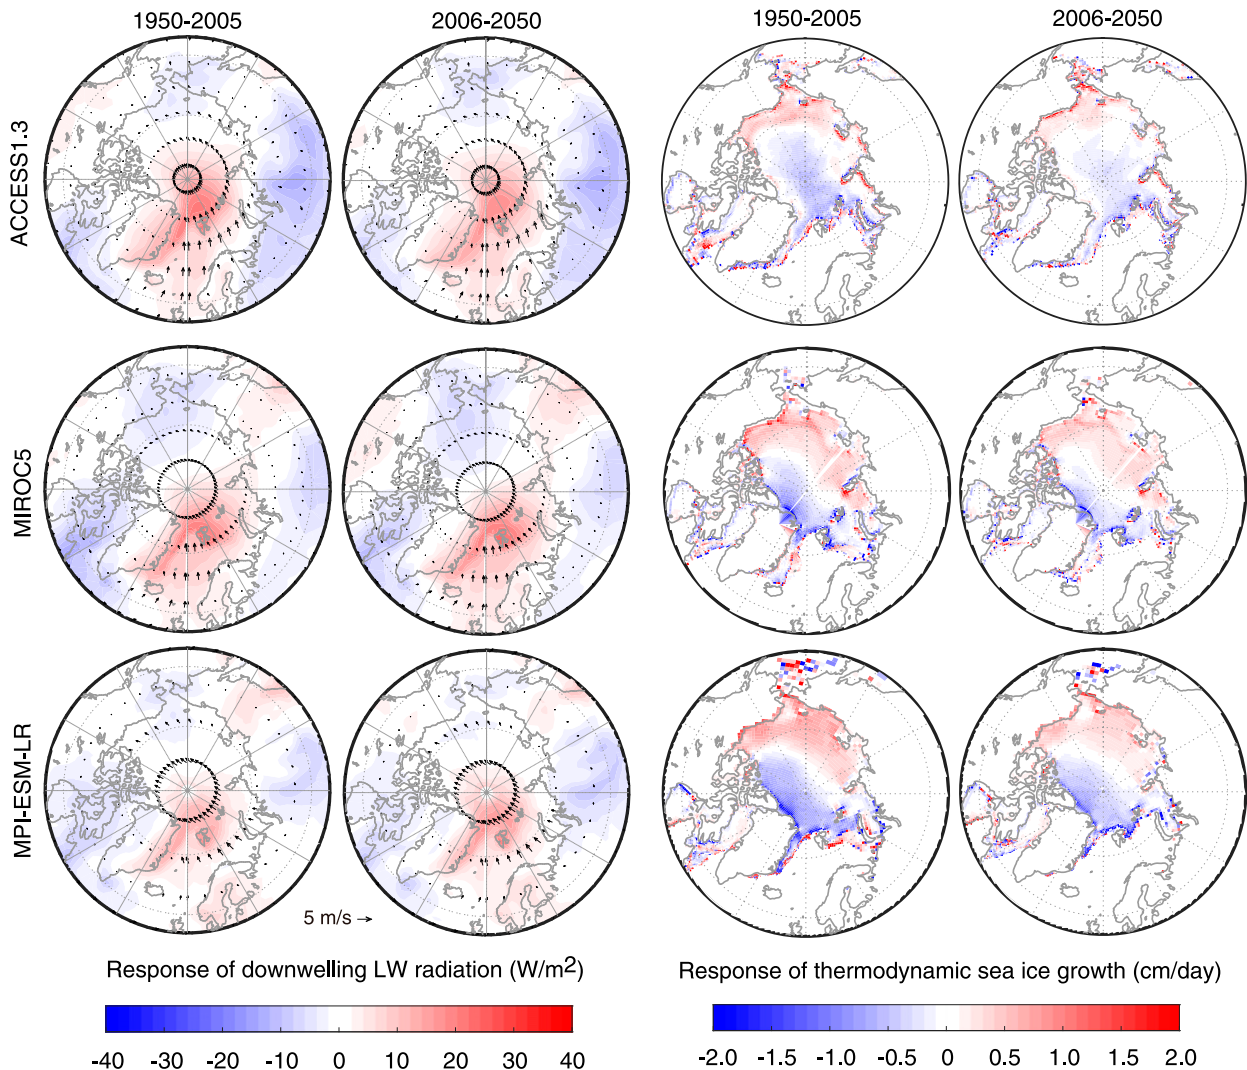 1950-2005 2006-2050 1950-2005 2006-2050
ACCESS1.3
MIROC5
MPI-ESM-LR
5 m/s
Response of downwelling LW radiation (W/m2)
-40 -20 -10 0 10 20 30 40
Response of thermodynamic sea ice growth (cm/day)
-2.0 -1.5 -1.0 -0.5 0 0.5 1.0 1.5 2.0